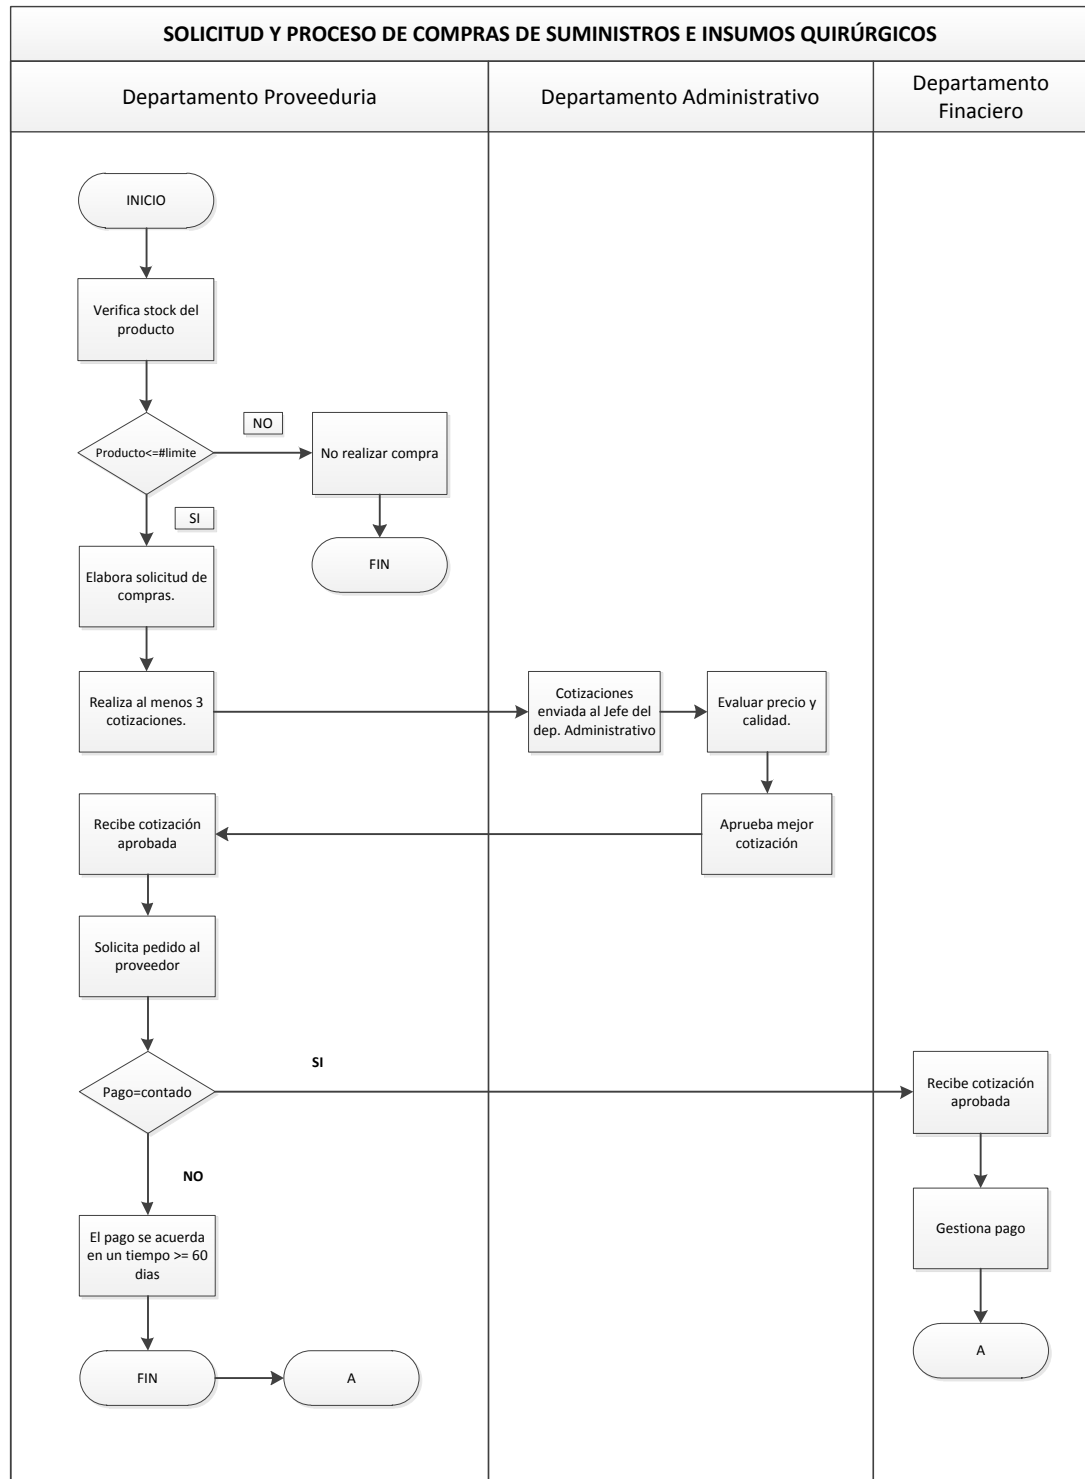 SOLICITUD Y PROCESO DE COMPRAS DE SUMINISTROS E INSUMOS QUIRÚRGICOS
Departamento Proveeduria
Departamento Administrativo
Departamento
Finaciero
INICIO
Verifica stock del
producto
Producto<=#limite
NO
No realizar compra
SI
FIN
Elabora solicitud de
compras.
Realiza al menos 3
cotizaciones.
Cotizaciones
enviada al Jefe del
dep. Administrativo
Evaluar precio y
calidad.
Recibe cotización
aprobada
Aprueba mejor
cotización
Solicita pedido al
proveedor
Pago=contado
SI
Recibe cotización
aprobada
NO
El pago se acuerda
en un tiempo >= 60
dias
Gestiona pago
FIN
A
A